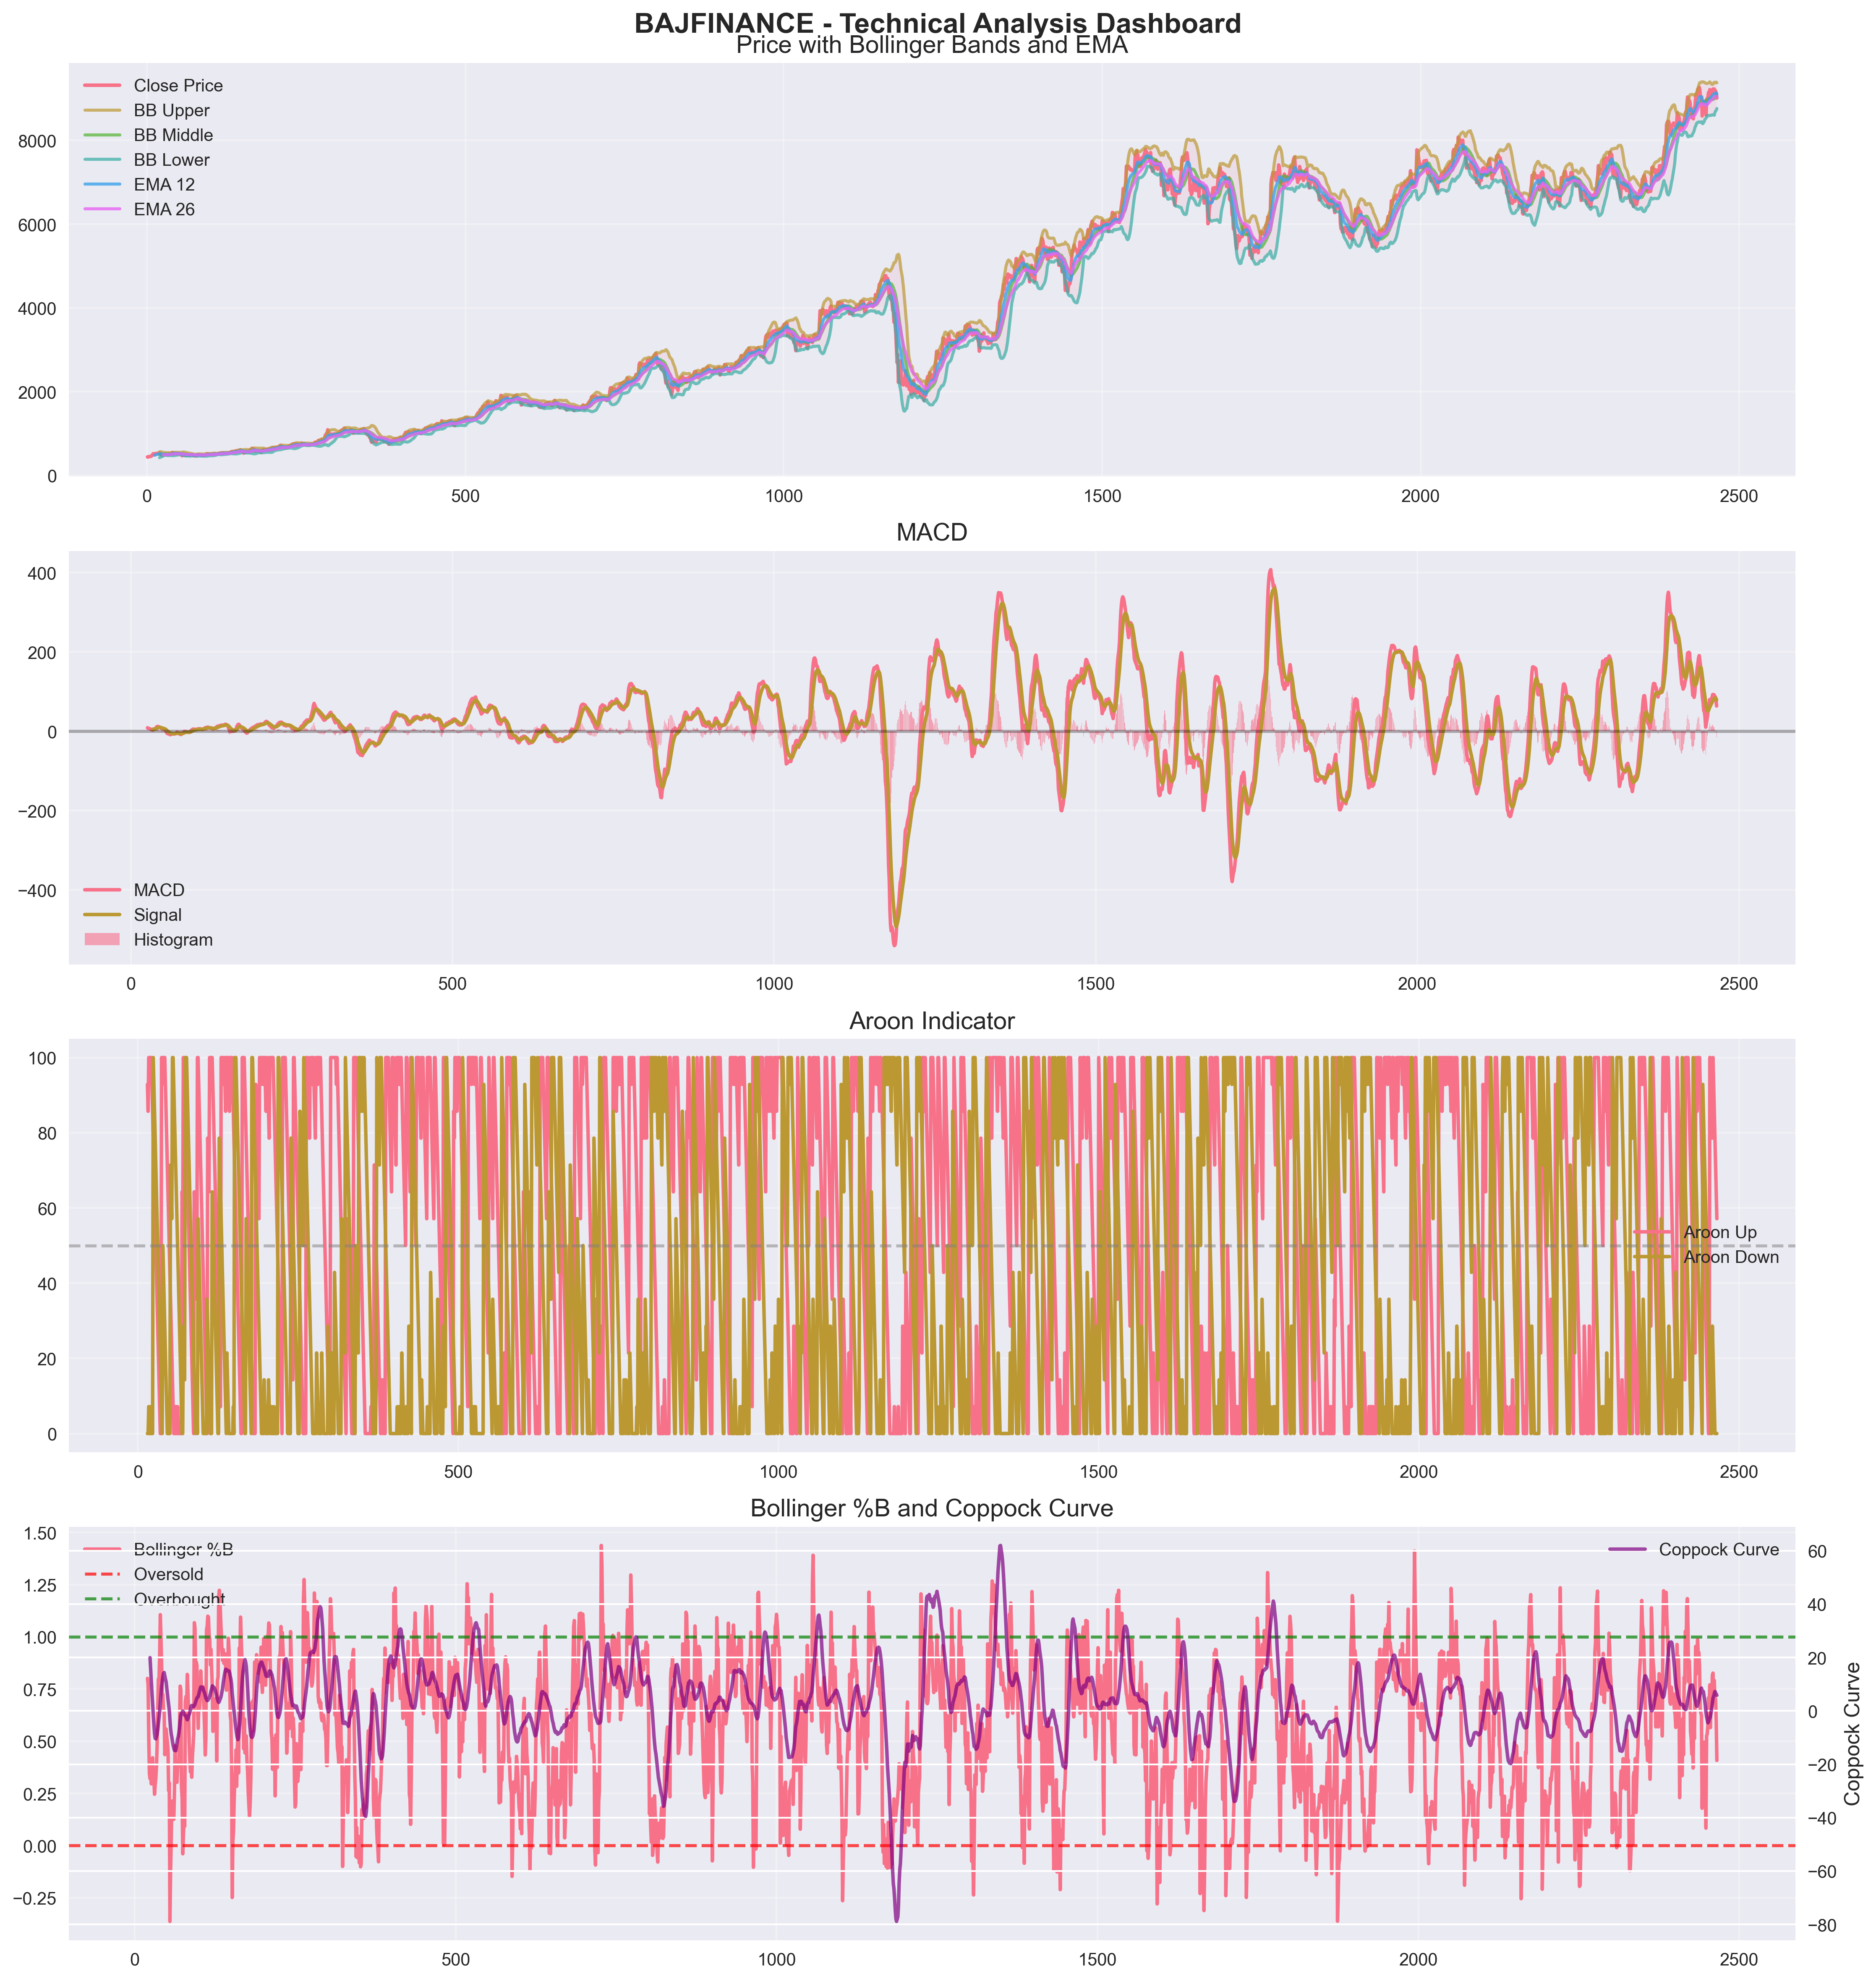 BAJFINANCE - Technical Analysis Dashboard
Price with Bollinger Bands and EMA
Close Price
BB Upper
BB Middle
BB Lower
EMA 12
EMA 26
8000
6000
4000
2000
0
0 500 1000 1500 2000 2500
MACD
400
200
0
−200
−400
MACD
Signal
Histogram
0 500 1000 1500 2000 2500
Aroon Indicator
100
80
60
40
20
0
Aroon Up
Aroon Down
0 500 1000 1500 2000 2500
Bollinger %B and Coppock Curve
1.50
1.25
1.00
0.75
0.50
0.25
0.00
−0.25
Bollinger %B
Oversold
Overbought
Coppock Curve
60
40
20
0
−20
−40
−60
−80
Coppock Curve
0 500 1000 1500 2000 2500